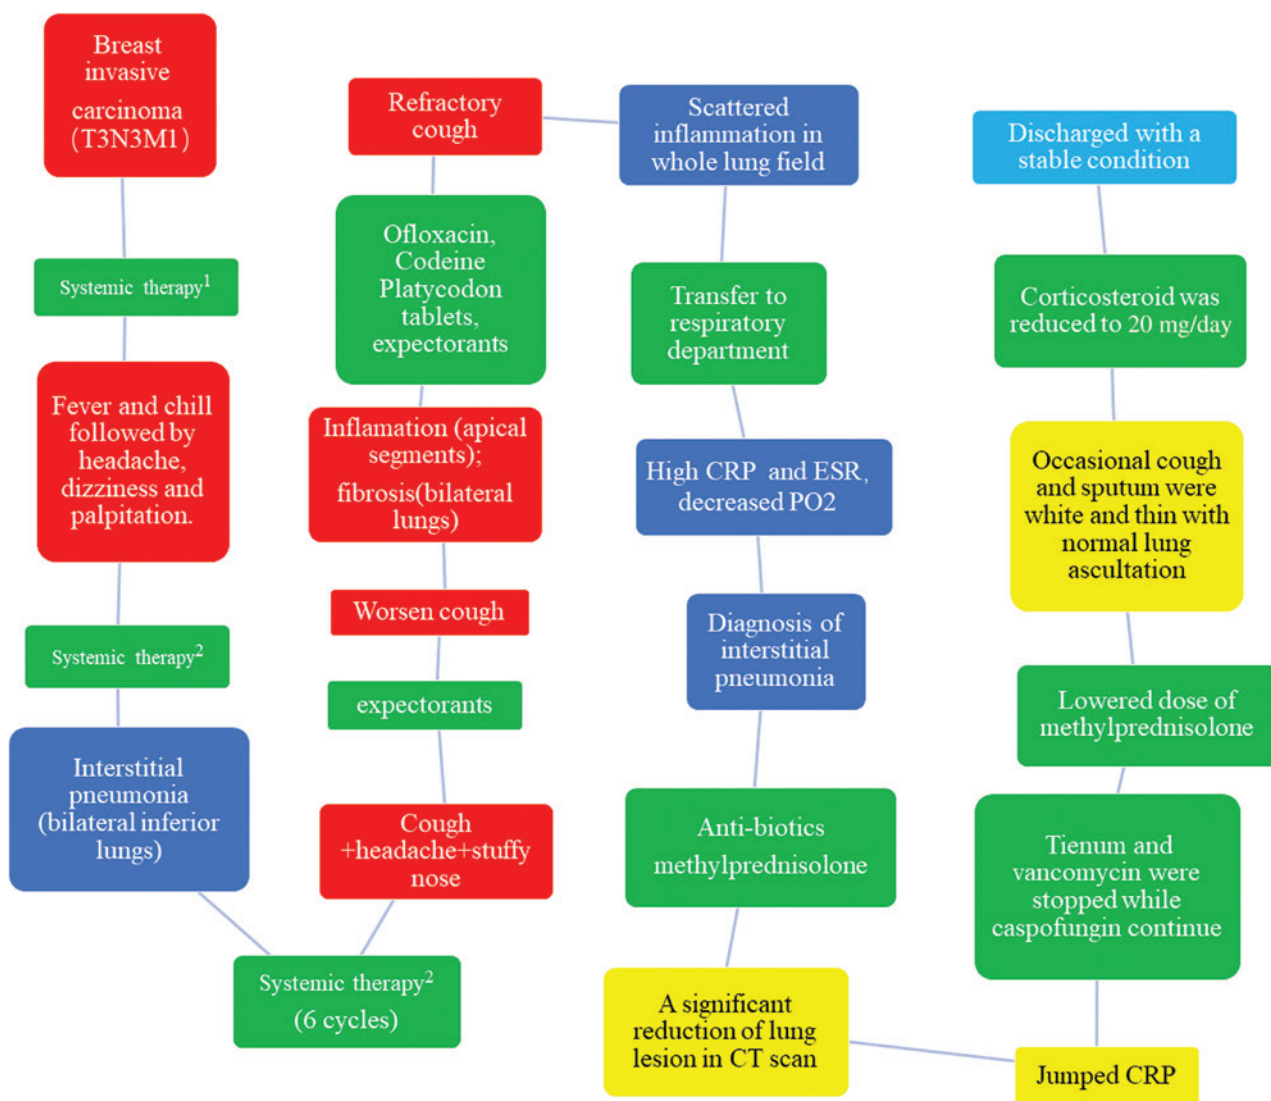 Breast
invasive
carcinoma
(T3N3M1)
Systemic therapy1
Fever and chill
followed by
headache,
dizziness and
palpitation.
Systemic therapy2
Interstitial
pneumonia
(bilateral inferior
lungs)
Systemic therapy2
(6 cycles)
Cough
+headache+stuffy
nose
expectorants
Worsen cough
Inflamation (apical
segments);
fibrosis(bilateral
lungs)
Ofloxacin,
Codeine
Platycodon
tablets,
expectorants
Refractory
cough
Scattered
inflammation in
whole lung field
Transfer to
respiratory
department
High CRP and ESR,
decreased PO2
Diagnosis of
interstitial
pneumonia
Anti-biotics
methylprednisolone
A significant
reduction of lung
lesion in CT scan
Jumped CRP
Tienum and
vancomycin were
stopped while
caspofungin continue
Lowered dose of
methylprednisolone
Occasional cough
and sputum were
white and thin with
normal lung
ascultation
Corticosteroid was
reduced to 20 mg/day
Discharged with a
stable condition